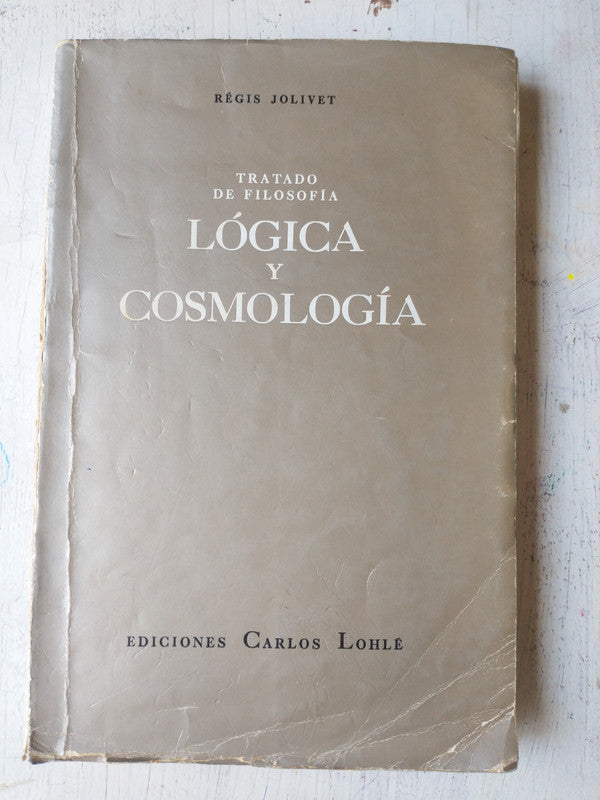 RÉGIS JOLIVET
TRATADO
DE FILOSOFÍA
LÓGICA
Y
COSMOLOGÍA
EDICIONES CARLOS LOHLÉ